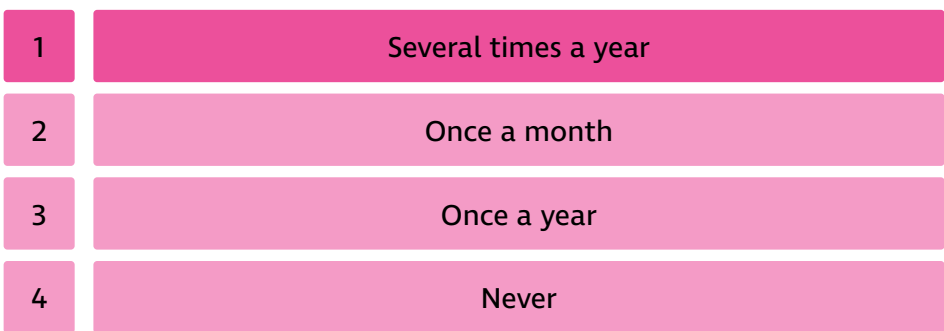 1 Several times a year
2 Once a month
3 Once a year
4 Never